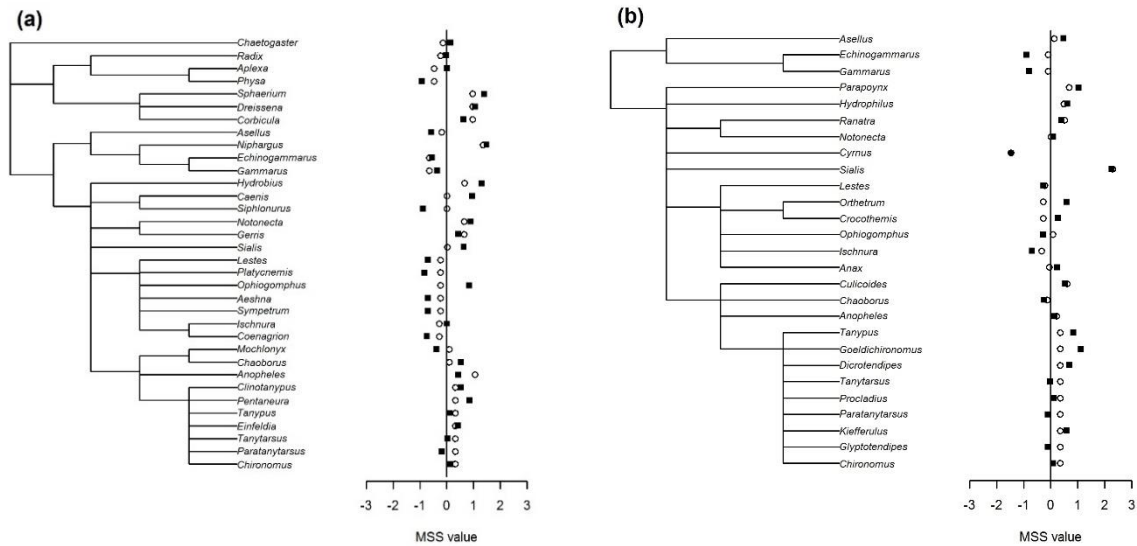 (a)
Chaetogaster
Radix
Aplexa
Physa
Sphaerium
Dreissena
Corbicula
Asellus
Niphargus
Echinogammarus
Gammarus
Hydrobius
Caenis
Siphlonurus
Notonecta
Gerris
Sialis
Lestes
Platycnemis
Ophiogomphus
Aeshna
Sympetrum
Ischnura
Coenagrion
Mochlonyx
Chaoborus
Anopheles
Clinotanypus
Pentaneura
Tanypus
Einfeldia
Tanytarsus
Paratanytarsus
Chironomus
-3 -2 -1 0 1 2 3
MSS value
(b)
Asellus
Echinogammarus
Gammarus
Parapoynx
Hydrophilus
Ranatra
Notonecta
Cyrnus
Sialis
Lestes
Orthetrum
Crocothemis
Ophiogomphus
Ischnura
Anax
Culicoides
Chaoborus
Anopheles
Tanypus
Goeldichironomus
Dicrotendipes
Tanytarsus
Procladius
Paratanytarsus
Kiefferulus
Glyptotendipes
Chironomus
-3 -2 -1 0 1 2 3
MSS value